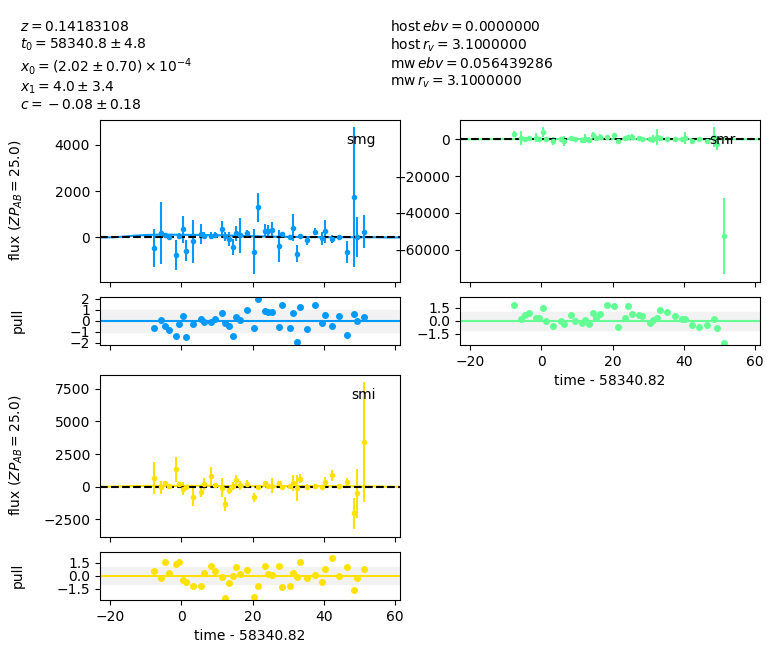 z = 0.14183108
t₀ = 58340.8 ± 4.8
x₀ = (2.02 ± 0.70) × 10⁻⁴
x₁ = 4.0 ± 3.4
c = −0.08 ± 0.18
host ebv = 0.0000000
host r_v = 3.1000000
mw ebv = 0.056439286
mw r_v = 3.1000000
smg
flux (ZP_AB = 25.0)
4000
2000
0
pull
2
1
0
−1
−2
smr
0
−20000
−40000
−60000
1.5
0.0
−1.5
−20 0 20 40 60
time - 58340.82
smi
flux (ZP_AB = 25.0)
7500
5000
2500
0
−2500
pull
1.5
0.0
−1.5
−20 0 20 40 60
time - 58340.82